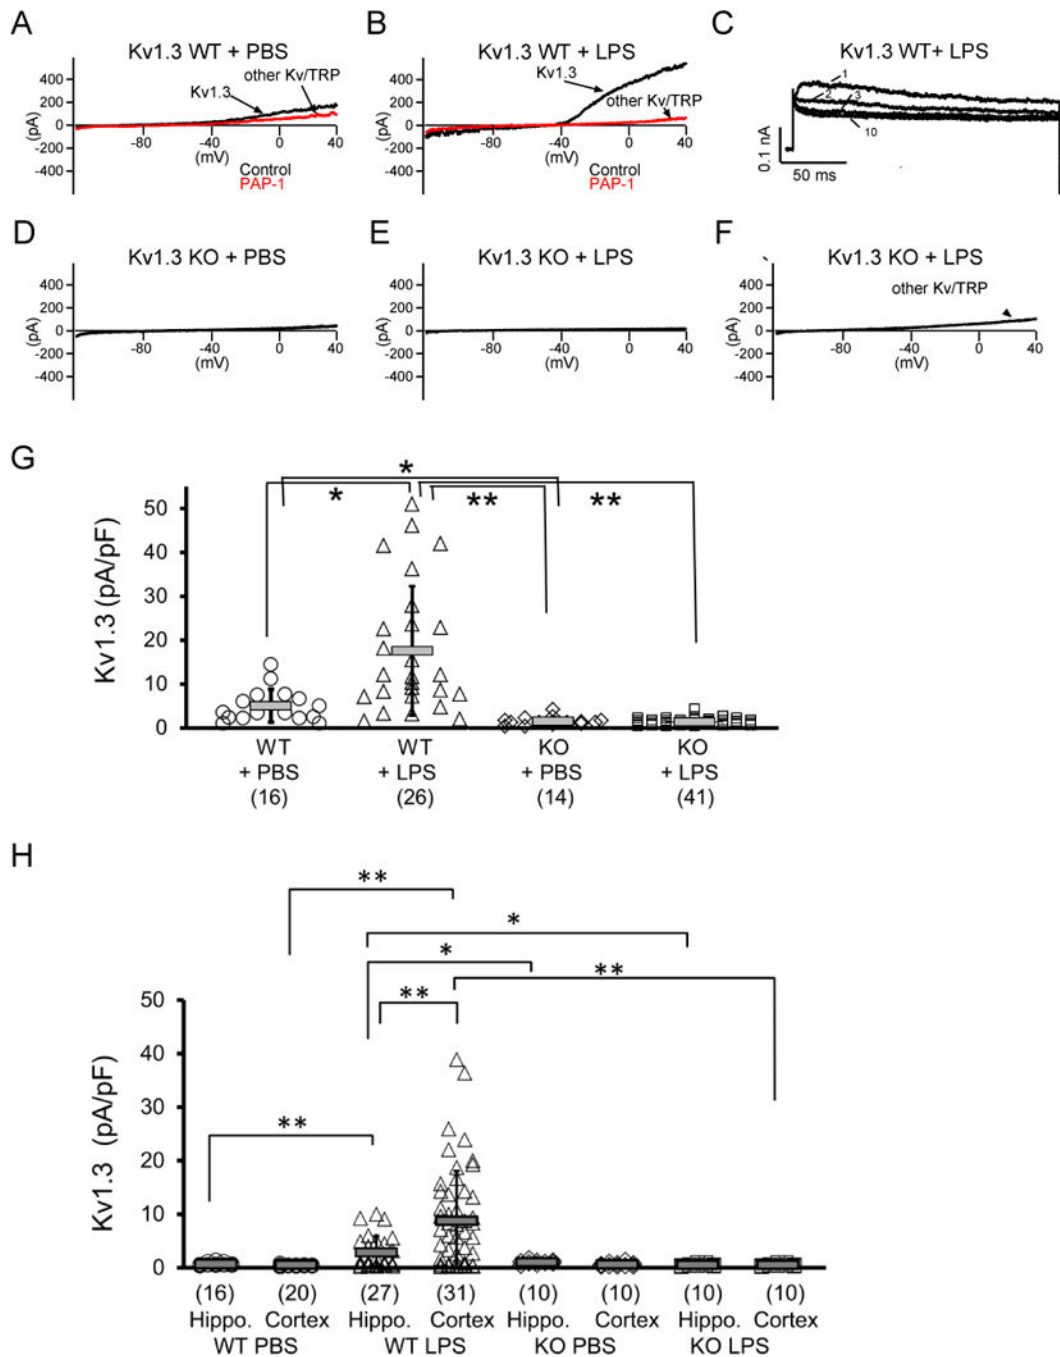 A
Kv1.3 WT + PBS
400
200
0
-200
-400
(pA)
Kv1.3
other Kv/TRP
-80
-40
0
40
(mV)
Control
PAP-1
B
Kv1.3 WT + LPS
400
200
0
-200
-400
(pA)
Kv1.3
other Kv/TRP
-80
-40
0
40
(mV)
Control
PAP-1
C
Kv1.3 WT+ LPS
1
2
3
10
0.1 nA
50 ms
D
Kv1.3 KO + PBS
400
200
0
-200
-400
(pA)
-80
-40
0
40
(mV)
E
Kv1.3 KO + LPS
400
200
0
-200
-400
(pA)
-80
-40
0
40
(mV)
F
Kv1.3 KO + LPS
400
200
0
-200
-400
(pA)
other Kv/TRP
-80
-40
0
40
(mV)
G
*
* ** **
Kv1.3 (pA/pF)
50
40
30
20
10
0
WT WT KO KO
+ PBS + LPS + PBS + LPS
(16) (26) (14) (41)
H
**
*
*
**
**
**
Kv1.3 (pA/pF)
50
40
30
20
10
0
(16) (20) (27) (31) (10) (10) (10) (10)
Hippo. Cortex Hippo. Cortex Hippo. Cortex Hippo. Cortex
WT PBS WT LPS KO PBS KO LPS